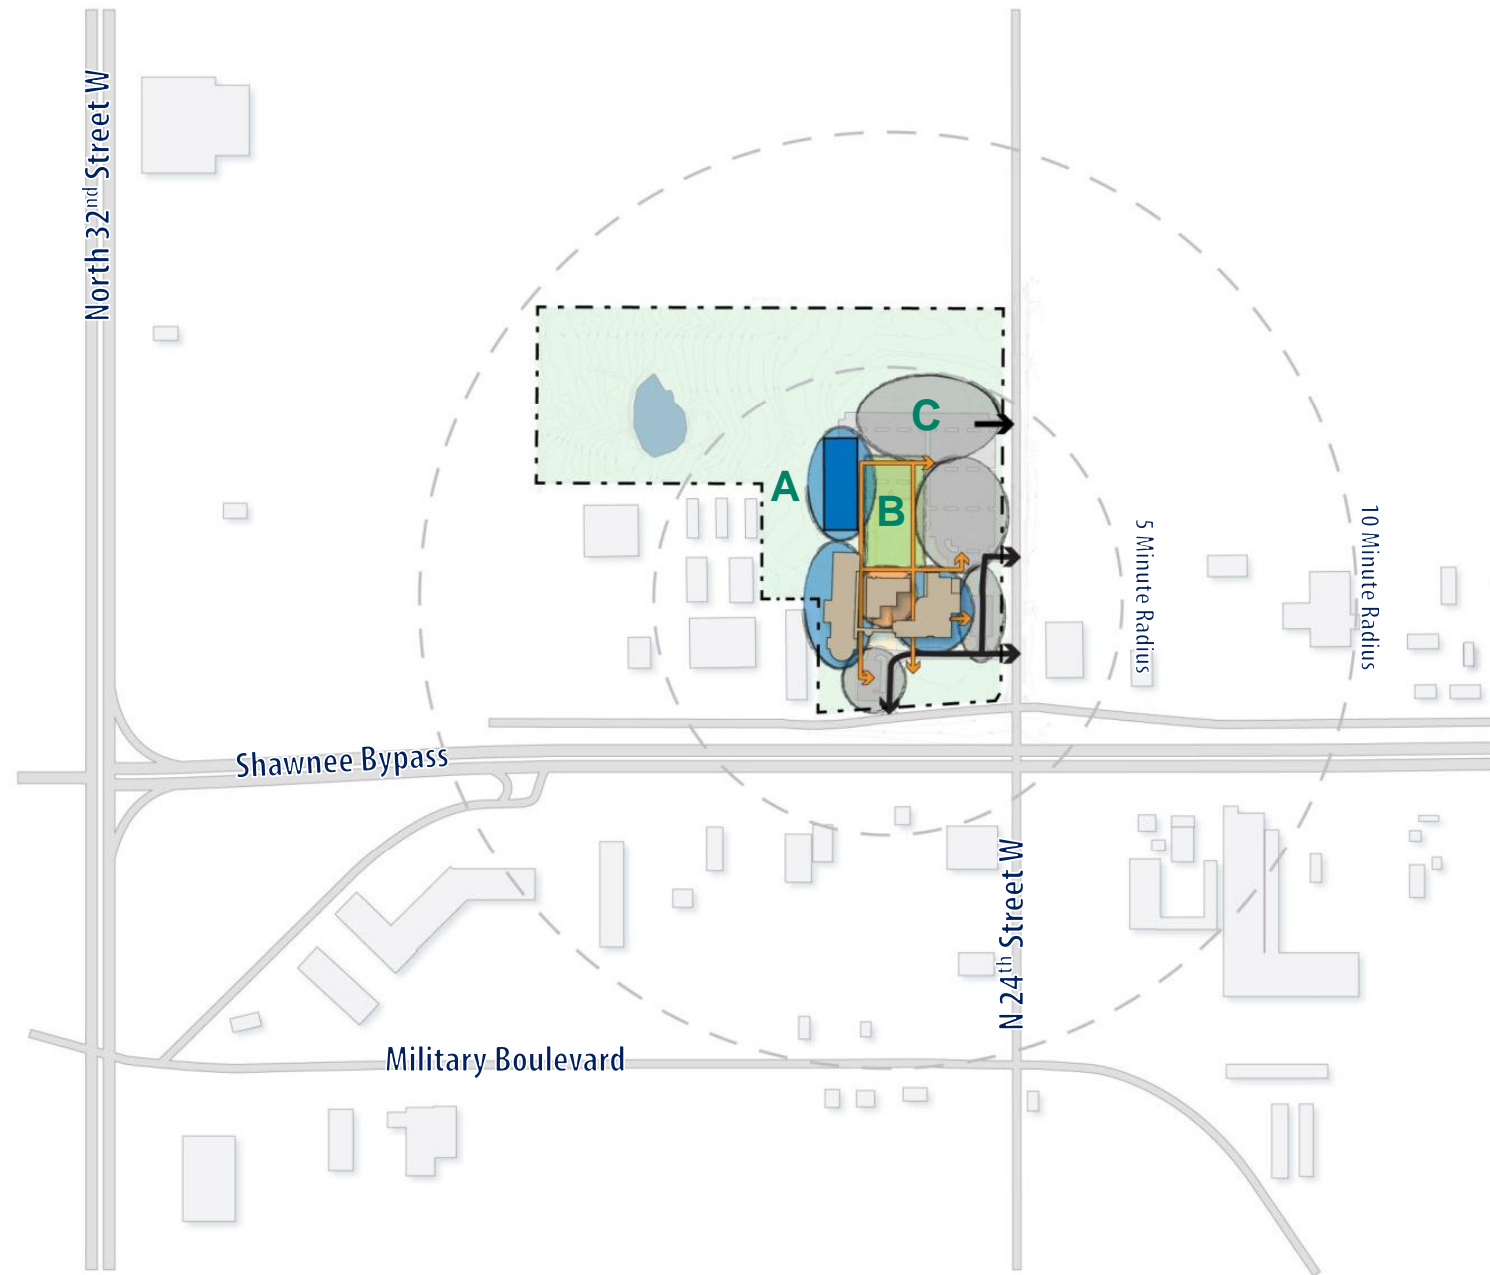 North 32nd Street W
C
A
B
5 Minute Radius
10 Minute Radius
Shawnee Bypass
N 24th Street W
Military Boulevard